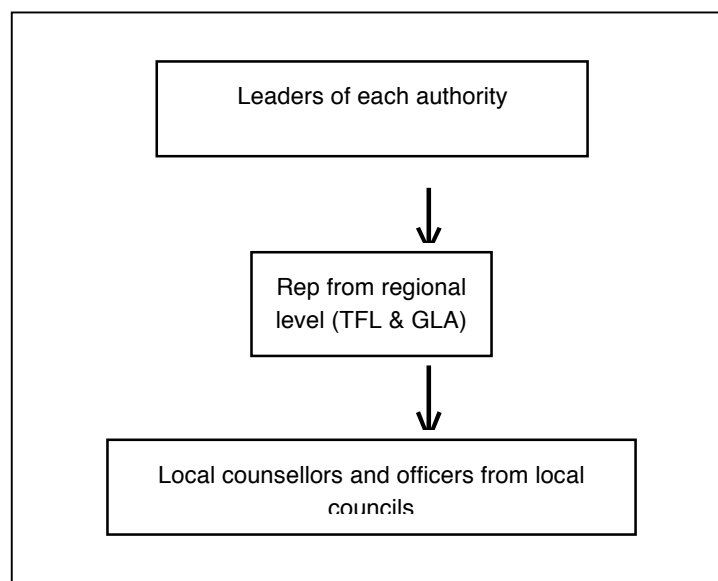 Leaders of each authority
Rep from regional
level (TFL & GLA)
Local counsellors and officers from local
councils